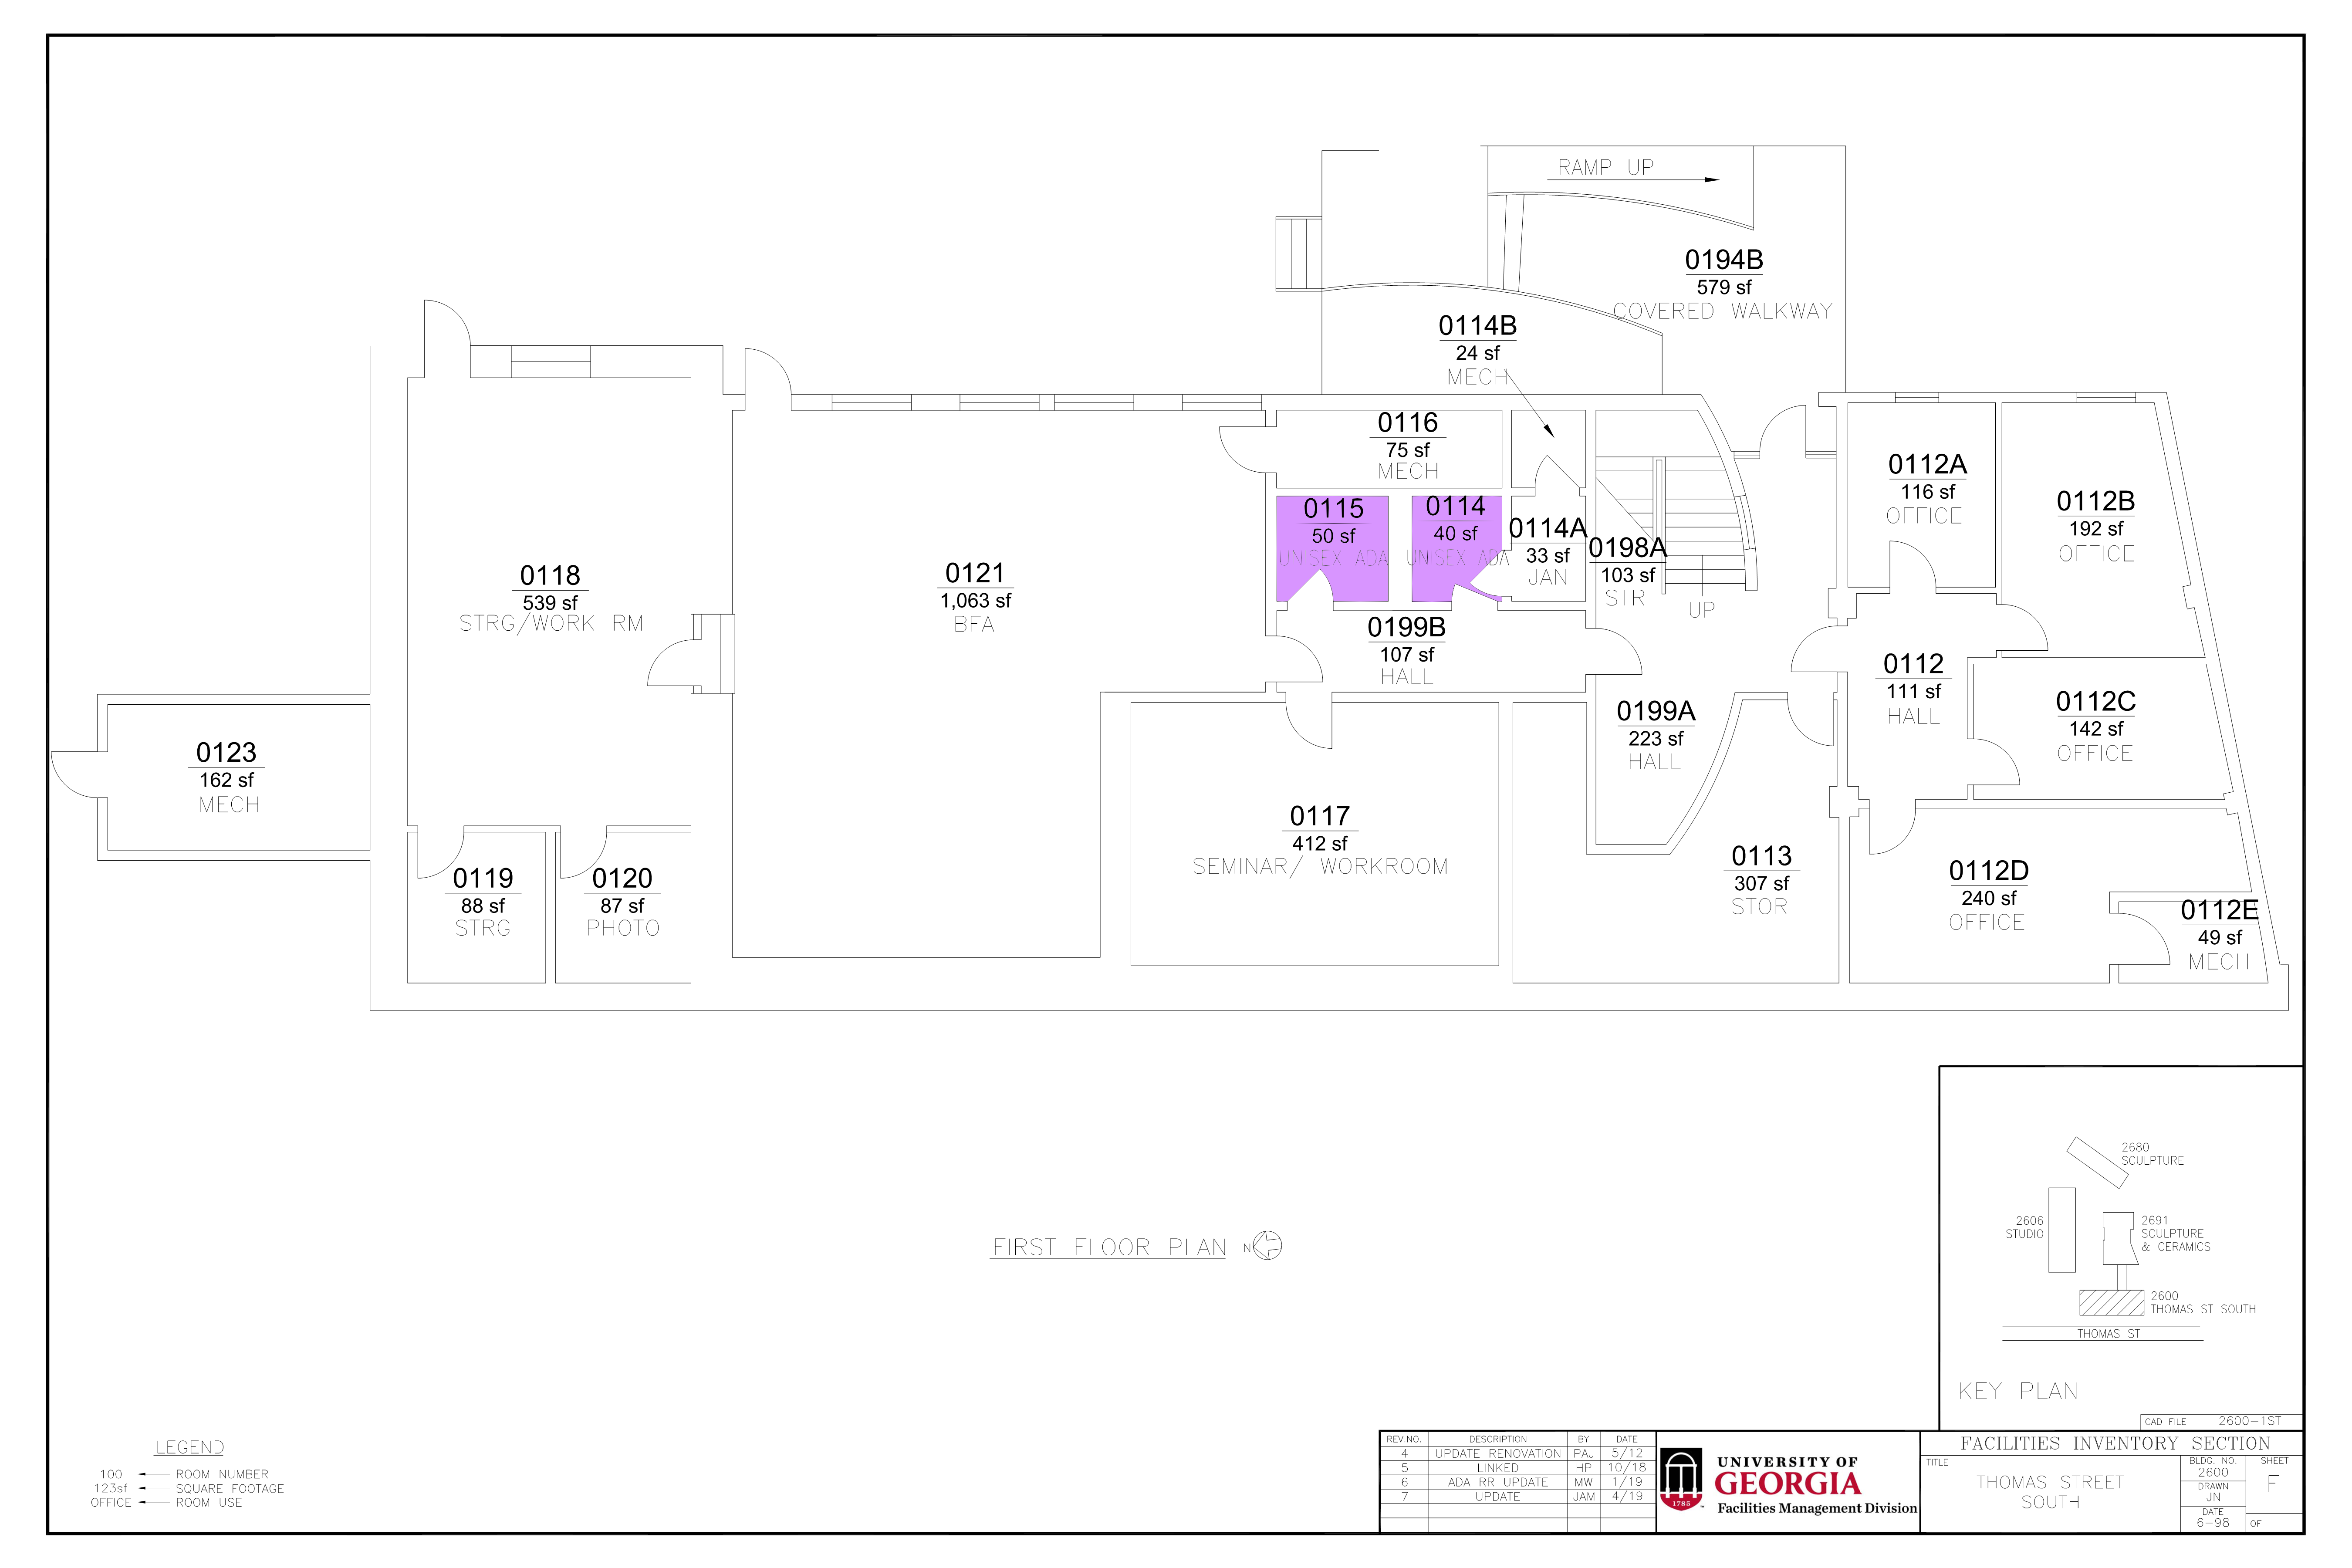 RAMP UP
0194B
579 sf
COVERED WALKWAY
0114B
24 sf
MECH
0116
75 sf
MECH
0115
50 sf
UNISEX ADA
0114
40 sf
UNISEX ADA
0114A
33 sf
JAN
0198A
103 sf
STR
UP
0112A
116 sf
OFFICE
0112B
192 sf
OFFICE
0118
539 sf
STRG/WORK RM
0121
1,063 sf
BFA
0199B
107 sf
HALL
0112
111 sf
HALL
0199A
223 sf
HALL
0112C
142 sf
OFFICE
0123
162 sf
MECH
0117
412 sf
SEMINAR/ WORKROOM
0113
307 sf
STOR
0119
88 sf
STRG
0120
87 sf
PHOTO
0112D
240 sf
OFFICE
0112E
49 sf
MECH
FIRST FLOOR PLAN N
2680
SCULPTURE
2606
STUDIO
2691
SCULPTURE
& CERAMICS
2600
THOMAS ST SOUTH
THOMAS ST
KEY PLAN
CAD FILE 2600-1ST
LEGEND
100 ROOM NUMBER
123sf SQUARE FOOTAGE
OFFICE ROOM USE
REV.NO. DESCRIPTION BY DATE
4 UPDATE RENOVATION PAJ 5/12
5 LINKED HP 10/18
6 ADA RR UPDATE MW 1/19
7 UPDATE JAM 4/19
1785
UNIVERSITY OF
GEORGIA
Facilities Management Division
FACILITIES INVENTORY SECTION
TITLE
THOMAS STREET
SOUTH
BLDG. NO.
2600
DRAWN
JN
DATE
6-98
SHEET
F
OF